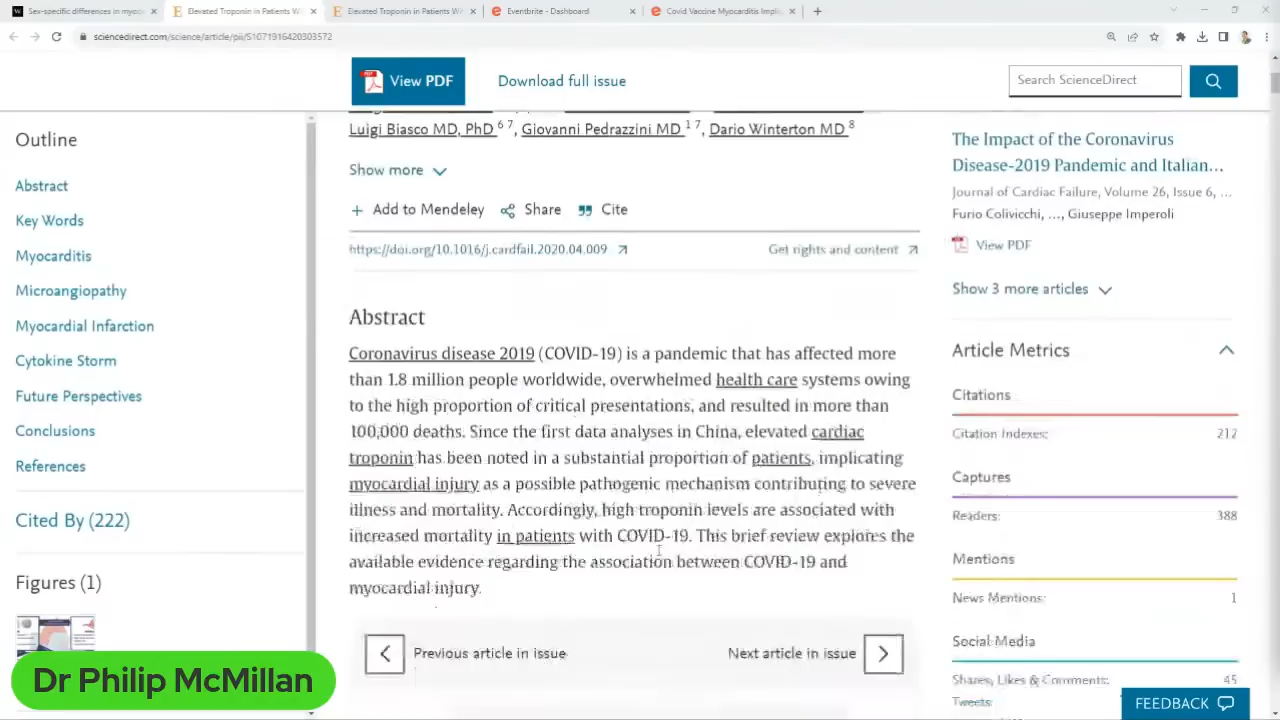 Sex-specific differences in myoc
Elevated Troponin in Patients Wi
Elevated Troponin in Patients Wi
Eventbrite - Dashboard
Covid Vaccine Myocarditis Impli
sciencedirect.com/science/article/pii/S1071916420303572
View PDF
Download full issue
Search ScienceDirect
Outline
Abstract
Key Words
Myocarditis
Microangiopathy
Myocardial Infarction
Cytokine Storm
Future Perspectives
Conclusions
References
Cited By (222)
Figures (1)
Luigi Biasco MD, PhD 6 7, Giovanni Pedrazzini MD 1 7, Dario Winterton MD 8
Show more
Add to Mendeley
Share
Cite
https://doi.org/10.1016/j.cardfail.2020.04.009
Get rights and content
Abstract
Coronavirus disease 2019 (COVID-19) is a pandemic that has affected more
than 1.8 million people worldwide, overwhelmed health care systems owing
to the high proportion of critical presentations, and resulted in more than
100,000 deaths. Since the first data analyses in China, elevated cardiac
troponin has been noted in a substantial proportion of patients, implicating
myocardial injury as a possible pathogenic mechanism contributing to severe
illness and mortality. Accordingly, high troponin levels are associated with
increased mortality in patients with COVID-19. This brief review explores the
available evidence regarding the association between COVID-19 and
myocardial injury.
Previous article in issue
Next article in issue
The Impact of the Coronavirus
Disease-2019 Pandemic and Italian...
Journal of Cardiac Failure, Volume 26, Issue 6, ...
Furio Colivicchi, ..., Giuseppe Imperoli
View PDF
Show 3 more articles
Article Metrics
Citations
Citation Indexes: 212
Captures
Readers: 388
Mentions
News Mentions: 1
Social Media
Shares, Likes & Comments: 45
Tweets:
FEEDBACK
Dr Philip McMillan